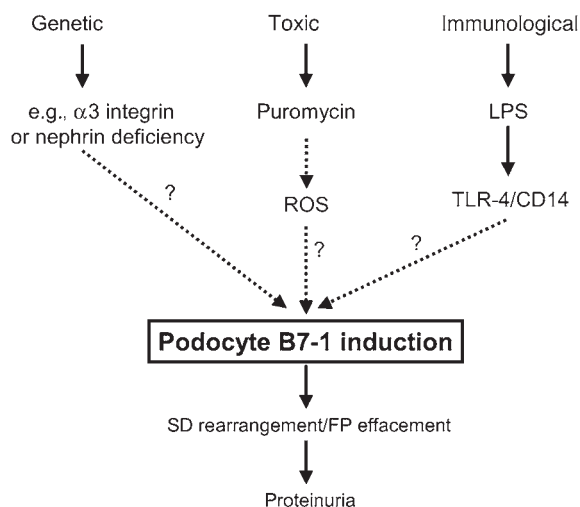 Genetic Toxic Immunological
e.g., α3 integrin Puromycin LPS
or nephrin deficiency
? ROS TLR-4/CD14
? ?
Podocyte B7-1 induction
SD rearrangement/FP effacement
Proteinuria